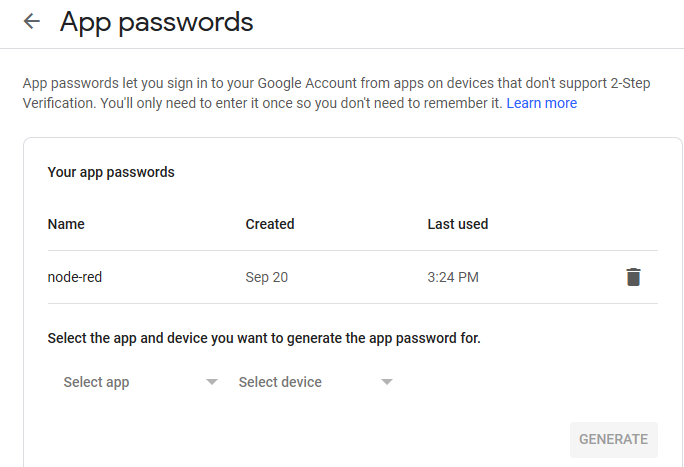 App passwords
App passwords let you sign in to your Google Account from apps on devices that don't support 2-Step
Verification. You'll only need to enter it once so you don't need to remember it. Learn more
Your app passwords
Name Created Last used
node-red Sep 20 3:24 PM
Select the app and device you want to generate the app password for.
Select app Select device
GENERATE